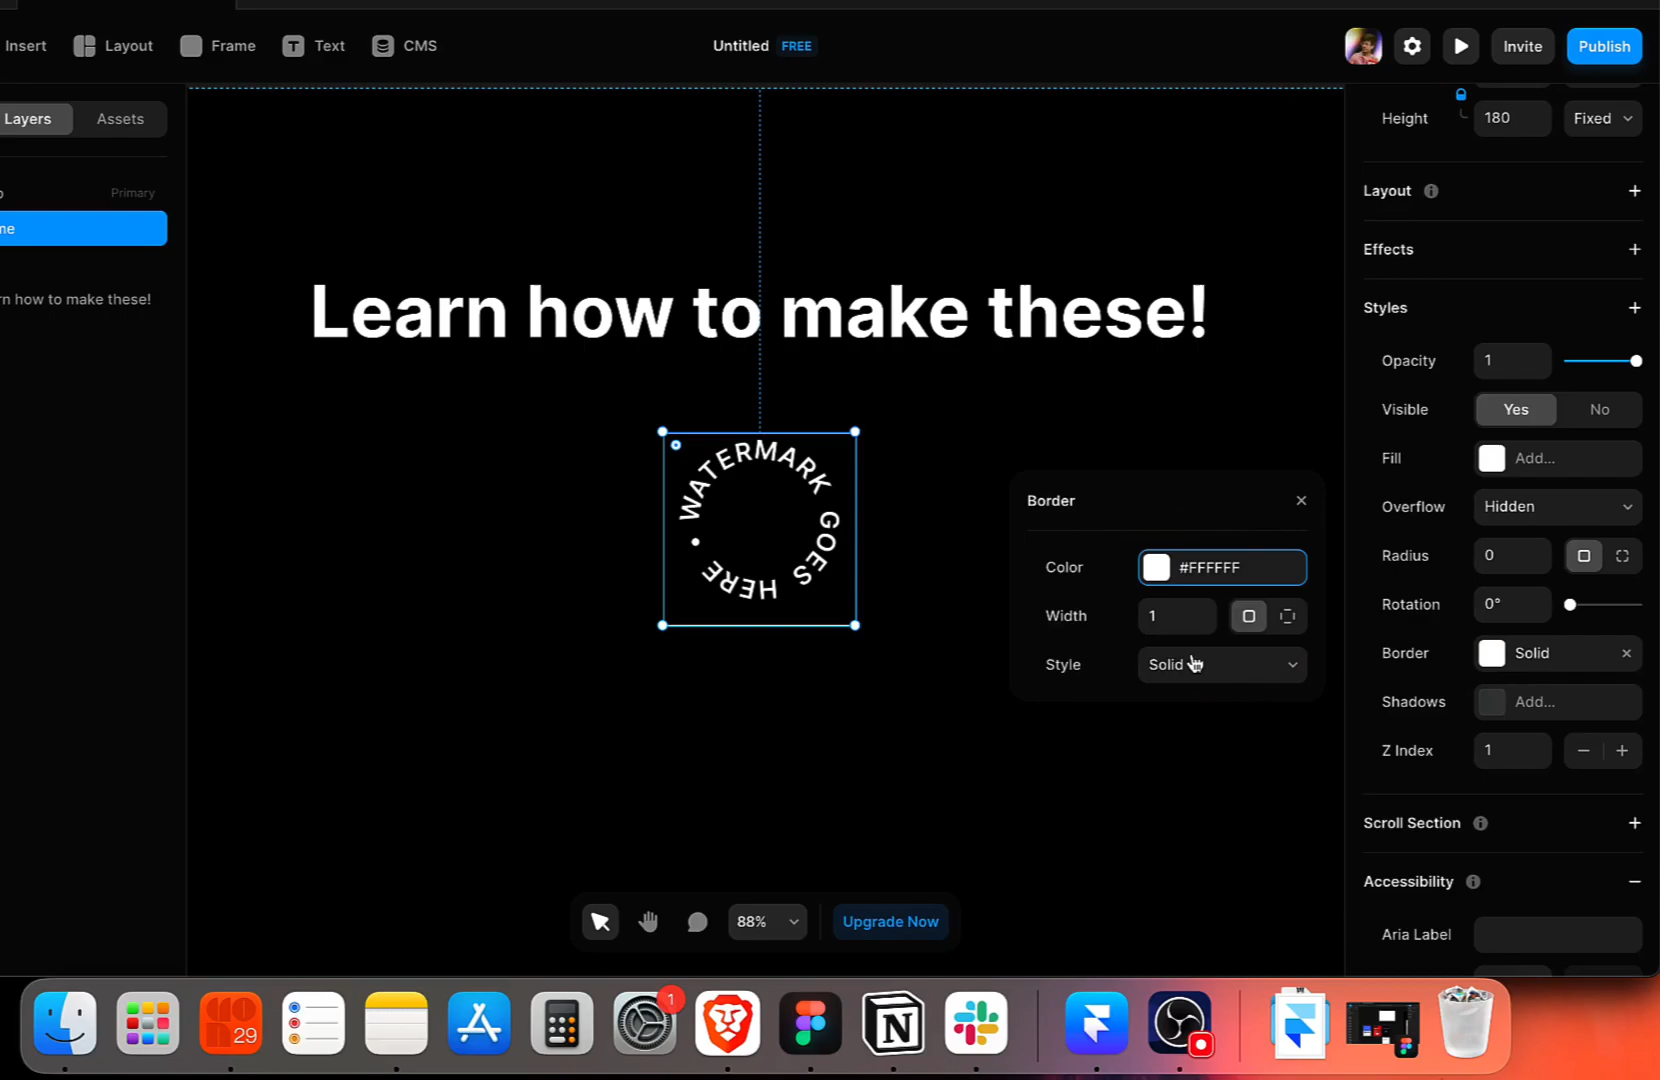 Insert
Layout
Frame
Text
CMS
Untitled FREE
Invite
Publish
Layers
Assets
Primary
Height
180
Fixed
Layout
Effects
Styles
Opacity
1
Visible
Yes
No
Fill
Add...
Overflow
Hidden
Radius
0
Rotation
0°
Border
Solid
Shadows
Add...
Z Index
1
Scroll Section
Accessibility
Aria Label
rn how to make these!
Learn how to make these!
WATERMARK GOES HERE •
Border
Color
#FFFFFF
Width
1
Style
Solid
88%
Upgrade Now
29
1